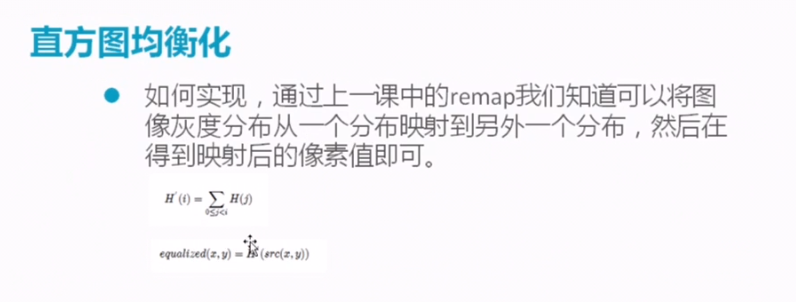 直方图均衡化
如何实现，通过上一课中的remap我们知道可以将图
像灰度分布从一个分布映射到另外一个分布，然后在
得到映射后的像素值即可。
H′(i) = ∑ H(j)
0≤j<i
equalized(x, y) = H′(src(x, y))